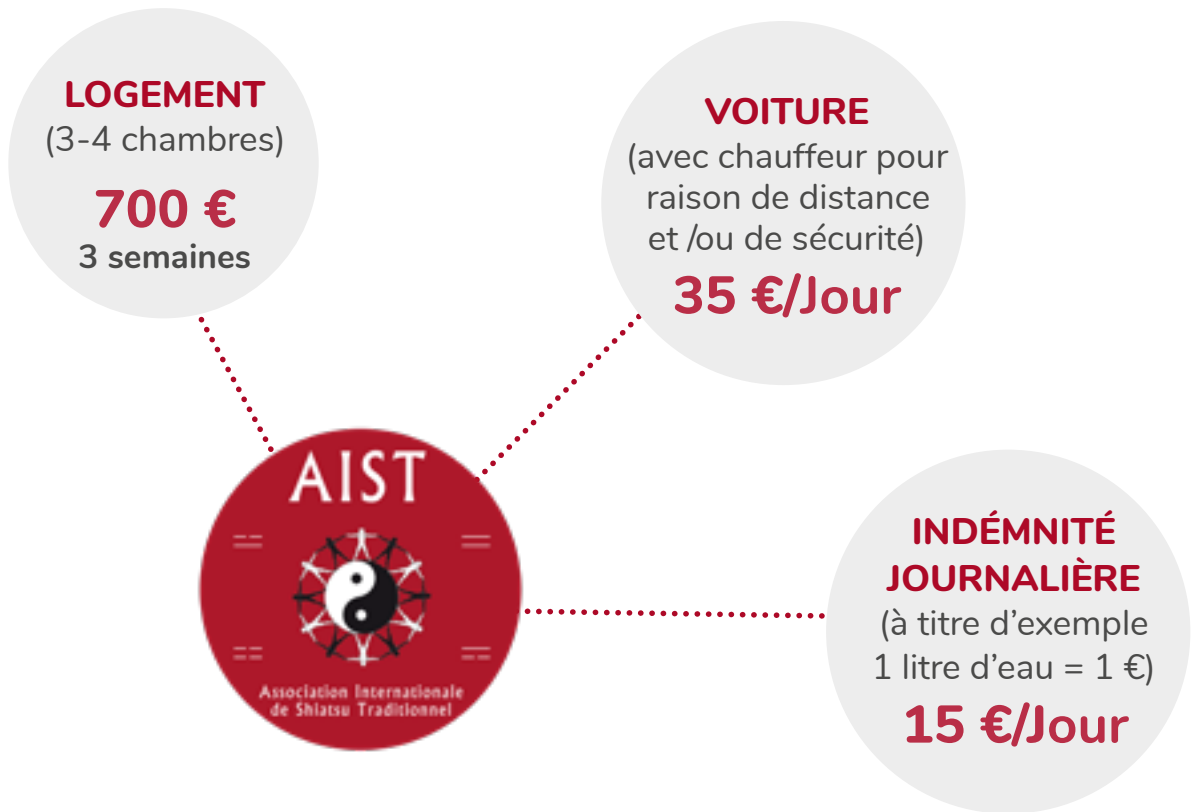 LOGEMENT
(3-4 chambres)
700 €
3 semaines
VOITURE
(avec chauffeur pour
raison de distance
et /ou de sécurité)
35 €/Jour
AIST
Association Internationale
de Shiatsu Traditionnel
INDÉMNITÉ
JOURNALIÈRE
(à titre d’exemple
1 litre d’eau = 1 €)
15 €/Jour